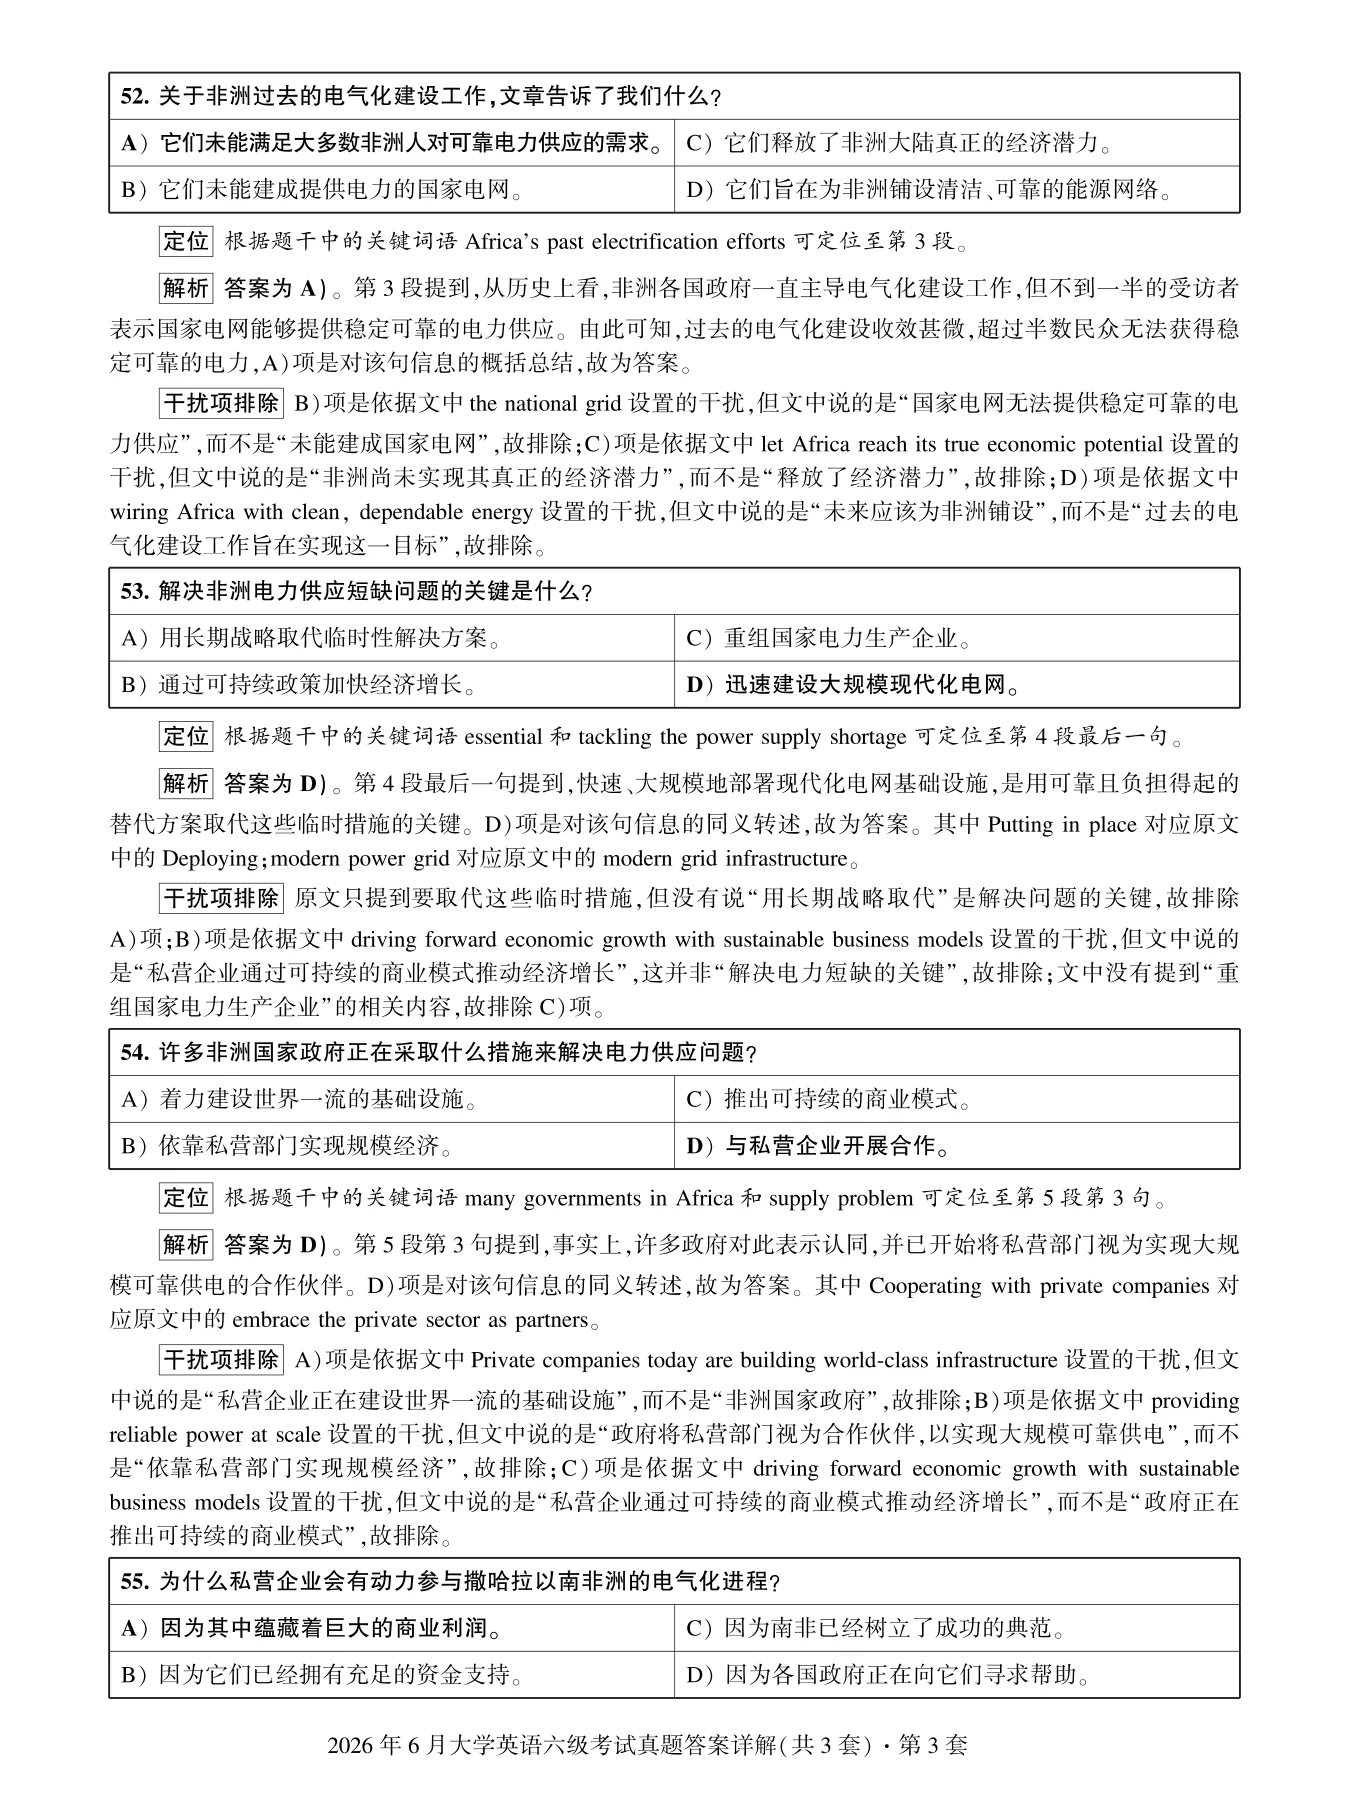 52. 关于非洲过去的电气化建设工作,文章告诉了我们什么?
A) 它们未能满足大多数非洲人对可靠电力供应的需求。 C) 它们释放了非洲大陆真正的经济潜力。
B) 它们未能建成提供电力的国家电网。 D) 它们旨在为非洲铺设清洁、可靠的能源网络。
定位 根据题干中的关键词语 Africa's past electrification efforts 可定位至第 3 段。
解析 答案为 A)。第 3 段提到,从历史上看,非洲各国政府一直主导电气化建设工作,但不到一半的受访者
表示国家电网能够提供稳定可靠的电力供应。由此可知,过去的电气化建设收效甚微,超过半数民众无法获得稳
定可靠的电力,A)项是对该句信息的概括总结,故为答案。
干扰项排除 B)项是依据文中 the national grid 设置的干扰,但文中说的是“国家电网无法提供稳定可靠的电
力供应”,而不是“未能建成国家电网”,故排除;C)项是依据文中 let Africa reach its true economic potential 设置的
干扰,但文中说的是“非洲尚未实现其真正的经济潜力”,而不是“释放了经济潜力”,故排除;D)项是依据文中
wiring Africa with clean, dependable energy 设置的干扰,但文中说的是“未来应该为非洲铺设”,而不是“过去的电
气化建设工作旨在实现这一目标”,故排除。
53. 解决非洲电力供应短缺问题的关键是什么?
A) 用长期战略取代临时性解决方案。 C) 重组国家电力生产企业。
B) 通过可持续政策加快经济增长。 D) 迅速建设大规模现代化电网。
定位 根据题干中的关键词语 essential 和 tackling the power supply shortage 可定位至第 4 段最后一句。
解析 答案为 D)。第 4 段最后一句提到,快速、大规模地部署现代化电网基础设施,是用可靠且负担得起的
替代方案取代这些临时措施的关键。D)项是对该句信息的同义转述,故为答案。其中 Putting in place 对应原文
中的 Deploying;modern power grid 对应原文中的 modern grid infrastructure。
干扰项排除 原文只提到要取代这些临时措施,但没有说“用长期战略取代”是解决问题的关键,故排除
A)项;B)项是依据文中 driving forward economic growth with sustainable business models 设置的干扰,但文中说的
是“私营企业通过可持续的商业模式推动经济增长”,这并非“解决电力短缺的关键”,故排除;文中没有提到“重
组国家电力生产企业”的相关内容,故排除 C)项。
54. 许多非洲国家政府正在采取什么措施来解决电力供应问题?
A) 着力建设世界一流的基础设施。 C) 推出可持续的商业模式。
B) 依靠私营部门实现规模经济。 D) 与私营企业开展合作。
定位 根据题干中的关键词语 many governments in Africa 和 supply problem 可定位至第 5 段第 3 句。
解析 答案为 D)。第 5 段第 3 句提到,事实上,许多政府对此表示认同,并已开始将私营部门视为实现大规
模可靠供电的合作伙伴。D)项是对该句信息的同义转述,故为答案。其中 Cooperating with private companies 对
应原文中的 embrace the private sector as partners。
干扰项排除 A)项是依据文中 Private companies today are building world-class infrastructure 设置的干扰,但文
中说的是“私营企业正在建设世界一流的基础设施”,而不是“非洲国家政府”,故排除;B)项是依据文中 providing
reliable power at scale 设置的干扰,但文中说的是“政府将私营部门视为合作伙伴,以实现大规模可靠供电”,而不
是“依靠私营部门实现规模经济”,故排除;C)项是依据文中 driving forward economic growth with sustainable
business models 设置的干扰,但文中说的是“私营企业通过可持续的商业模式推动经济增长”,而不是“政府正在
推出可持续的商业模式”,故排除。
55. 为什么私营企业会有动力参与撒哈拉以南非洲的电气化进程?
A) 因为其中蕴藏着巨大的商业利润。 C) 因为南非已经树立了成功的典范。
B) 因为它们已经拥有充足的资金支持。 D) 因为各国政府正在向它们寻求帮助。
2026 年 6 月大学英语六级考试真题答案详解(共 3 套)·第 3 套